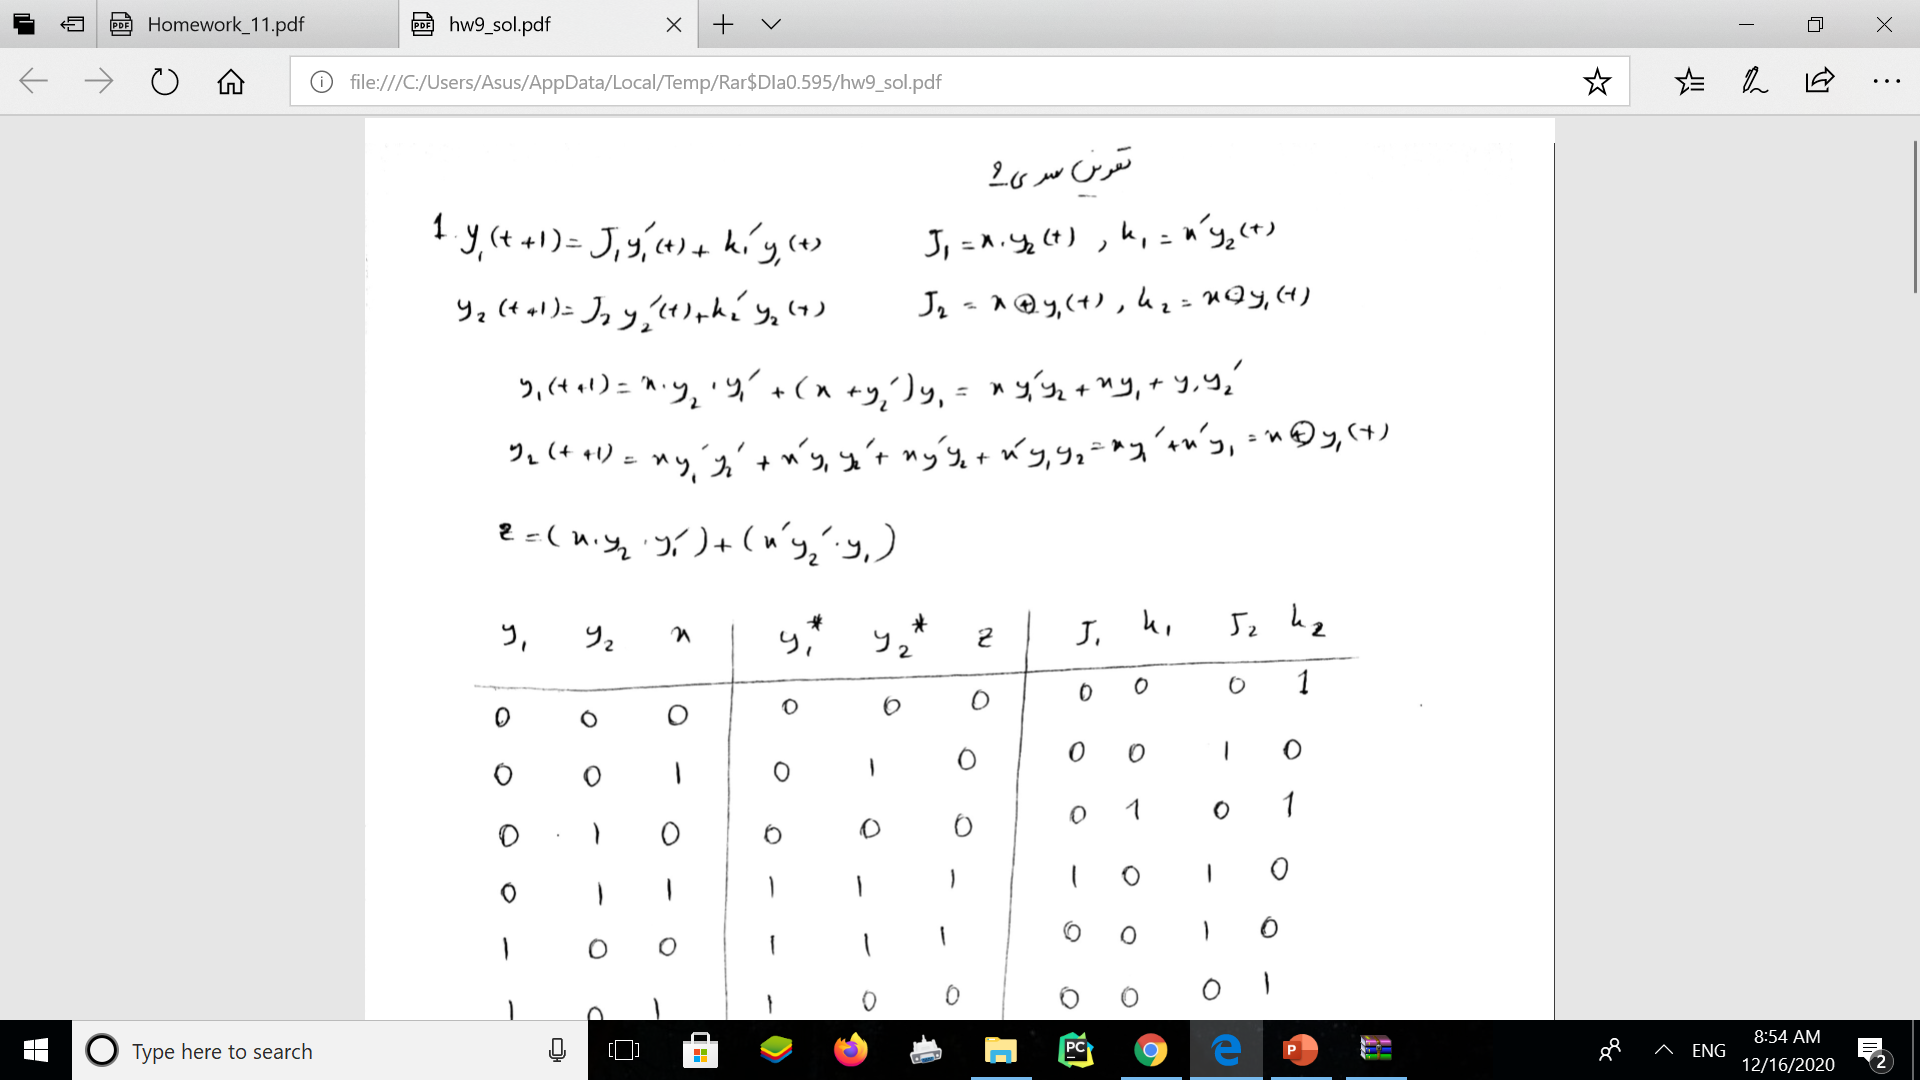 Homework_11.pdf hw9_sol.pdf
file:///C:/Users/Asus/AppData/Local/Temp/Rar$DIa0.595/hw9_sol.pdf
تمرین سری ۹
1. y₁(t+1) = J₁y₁′(t) + k₁′y₁(t) J₁ = x.y₂(t) , k₁ = x′y₂(t)
y₂(t+1) = J₂y₂′(t) + k₂′y₂(t) J₂ = x⊕y₁(t) , k₂ = x⊙y₁(t)
y₁(t+1) = x.y₂.y₁′ + (x + y₂′)y₁ = x y₁′y₂ + xy₁ + y₁y₂′
y₂(t+1) = xy₁′y₂′ + x′y₁y₂′ + xy₁′y₂ + x′y₁y₂ = xy₁′ + x′y₁ = x⊕y₁(t)
z = (x.y₂.y₁′) + (x′y₂′.y₁)
y₁ y₂ x y₁* y₂* z J₁ k₁ J₂ k₂
0 0 0 0 0 0 0 0 0 1
0 0 1 0 1 0 0 0 1 0
0 1 0 0 0 0 0 1 0 1
0 1 1 1 1 1 1 0 1 0
1 0 0 1 1 1 0 0 1 0
1 0 1 1 0 0 0 0 0 1
Type here to search
ENG
8:54 AM
12/16/2020
2